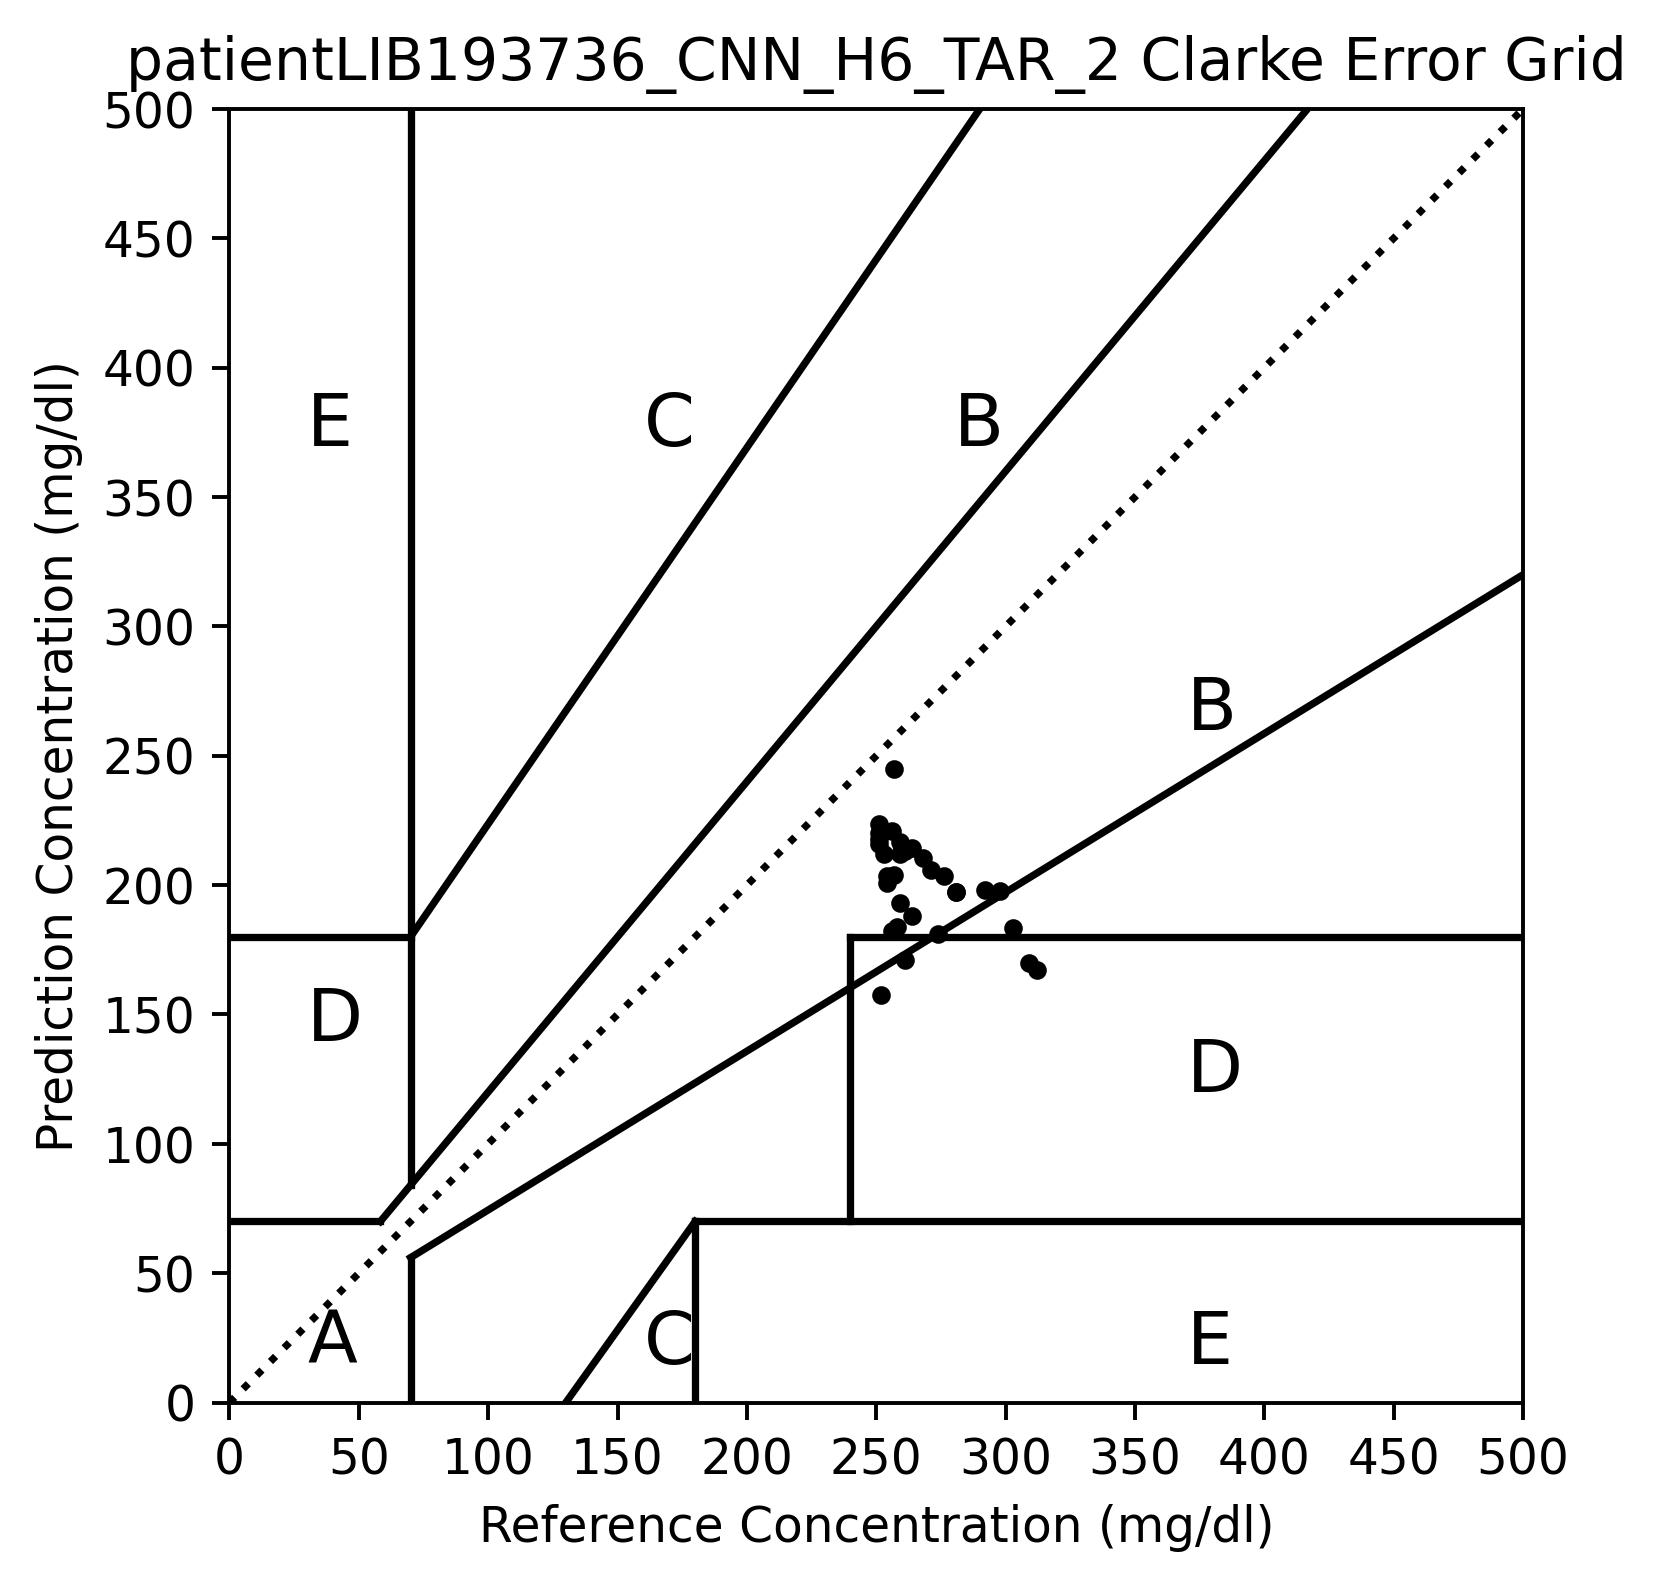 patientLIB193736_CNN_H6_TAR_2 Clarke Error Grid
500
450
400
350
300
250
200
150
100
50
0
Prediction Concentration (mg/dl)
E
C
B
B
D
D
A
C
E
0 50 100 150 200 250 300 350 400 450 500
Reference Concentration (mg/dl)